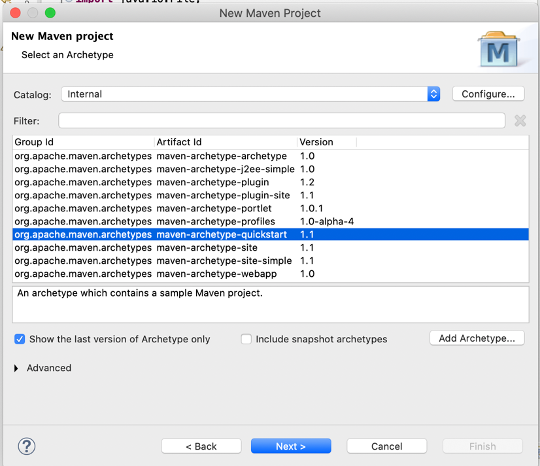 import java.io.File;
New Maven Project
New Maven project
Select an Archetype
M
Catalog: Internal Configure...
Filter:
Group Id Artifact Id Version
org.apache.maven.archetypes maven-archetype-archetype 1.0
org.apache.maven.archetypes maven-archetype-j2ee-simple 1.0
org.apache.maven.archetypes maven-archetype-plugin 1.2
org.apache.maven.archetypes maven-archetype-plugin-site 1.1
org.apache.maven.archetypes maven-archetype-portlet 1.0.1
org.apache.maven.archetypes maven-archetype-profiles 1.0-alpha-4
org.apache.maven.archetypes maven-archetype-quickstart 1.1
org.apache.maven.archetypes maven-archetype-site 1.1
org.apache.maven.archetypes maven-archetype-site-simple 1.1
org.apache.maven.archetypes maven-archetype-webapp 1.0
An archetype which contains a sample Maven project.
Show the last version of Archetype only Include snapshot archetypes Add Archetype...
Advanced
? < Back Next > Cancel Finish